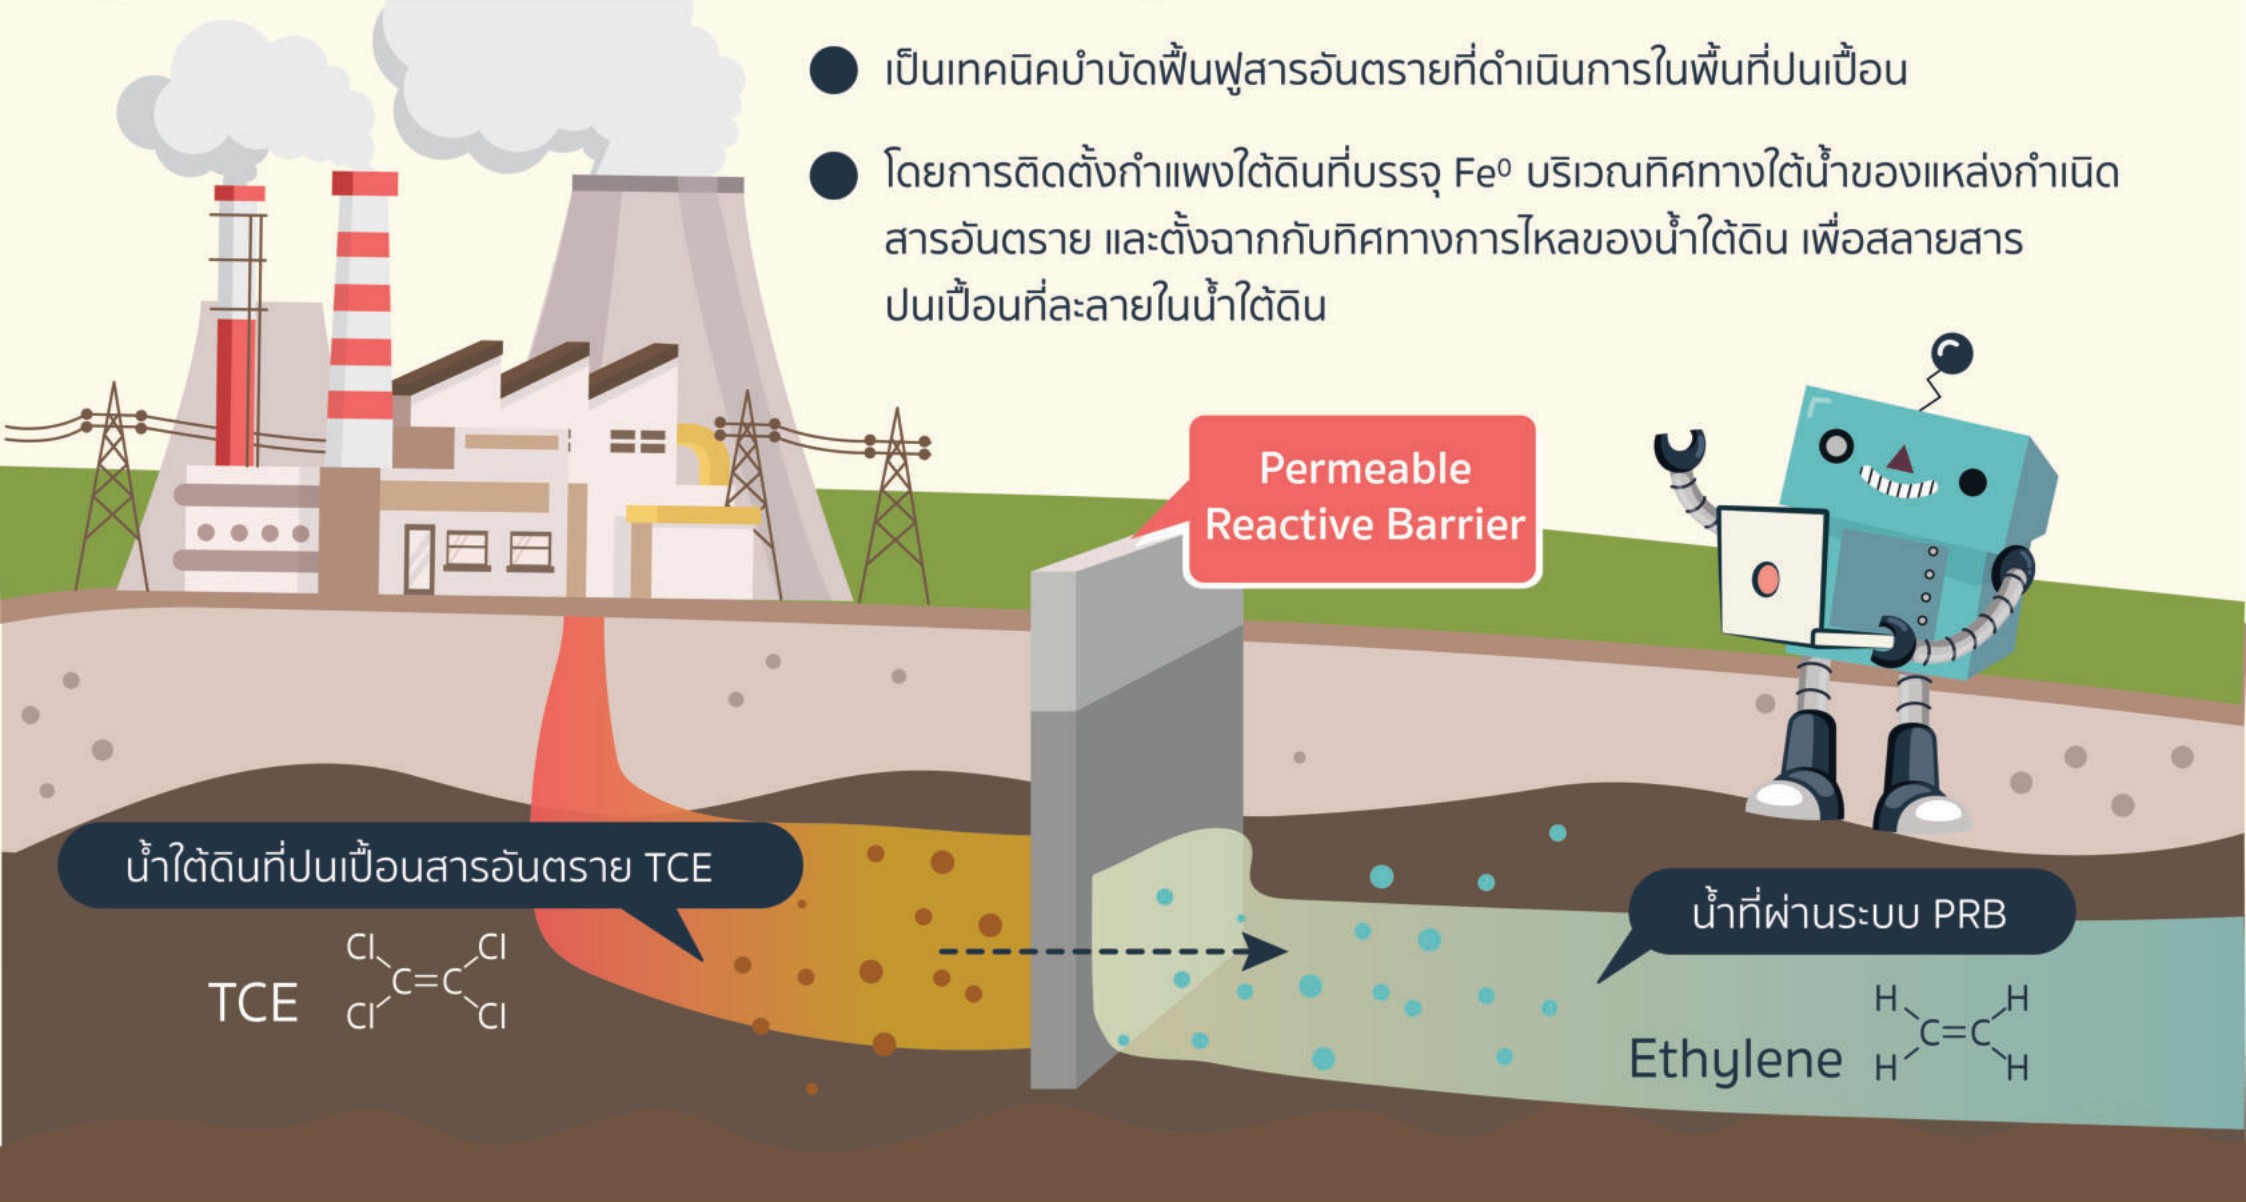 เป็นเทคนิคบำบัดฟื้นฟูสารอันตรายที่ดำเนินการในพื้นที่ปนเปื้อน
โดยการติดตั้งกำแพงใต้ดินที่บรรจุ Fe⁰ บริเวณทิศทางใต้น้ำของแหล่งกำเนิด
สารอันตราย และตั้งฉากกับทิศทางการไหลของน้ำใต้ดิน เพื่อสลายสาร
ปนเปื้อนที่ละลายในน้ำใต้ดิน
Permeable
Reactive Barrier
น้ำใต้ดินที่ปนเปื้อนสารอันตราย TCE
น้ำที่ผ่านระบบ PRB
TCE
Cl Cl
C=C
Cl Cl
Ethylene
H H
C=C
H H